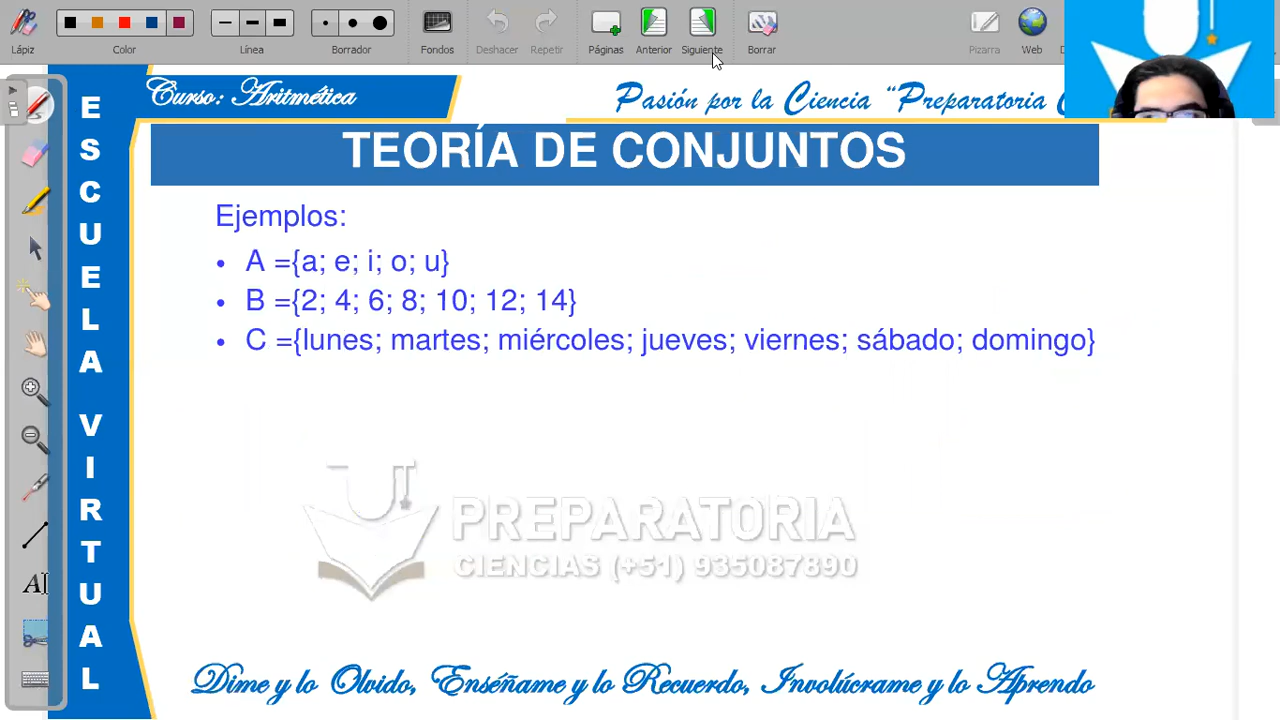 Lápiz
Color
Línea
Borrador
Fondos
Deshacer
Repetir
Páginas
Anterior
Siguiente
Borrar
Pizarra
Web
Curso: Aritmética
Pasión por la Ciencia “Preparatoria
TEORÍA DE CONJUNTOS
Ejemplos:
• A ={a; e; i; o; u}
• B ={2; 4; 6; 8; 10; 12; 14}
• C ={lunes; martes; miércoles; jueves; viernes; sábado; domingo}
ESCUELA VIRTUAL
PREPARATORIA
CIENCIAS (+51) 935087890
Dime y lo Olvido, Enséñame y lo Recuerdo, Involúcrame y lo Aprendo